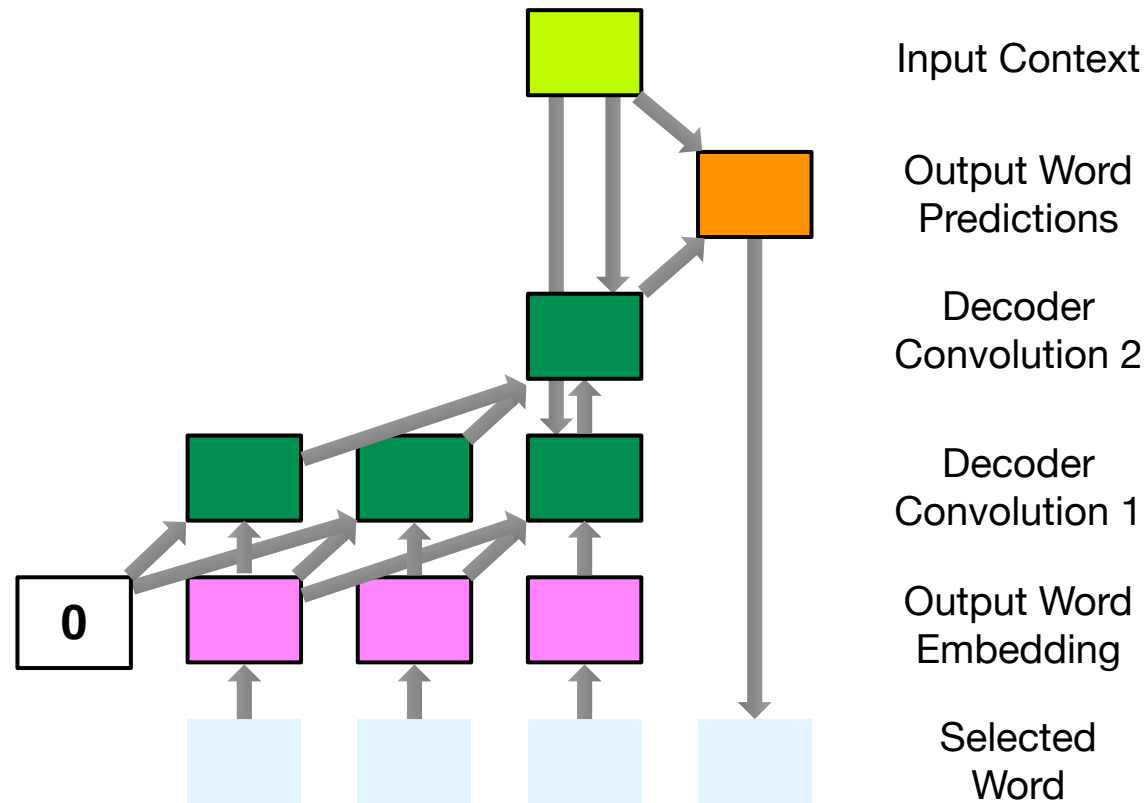 Input Context
Output Word
Predictions
Decoder
Convolution 2
Decoder
Convolution 1
0
Output Word
Embedding
Selected
Word